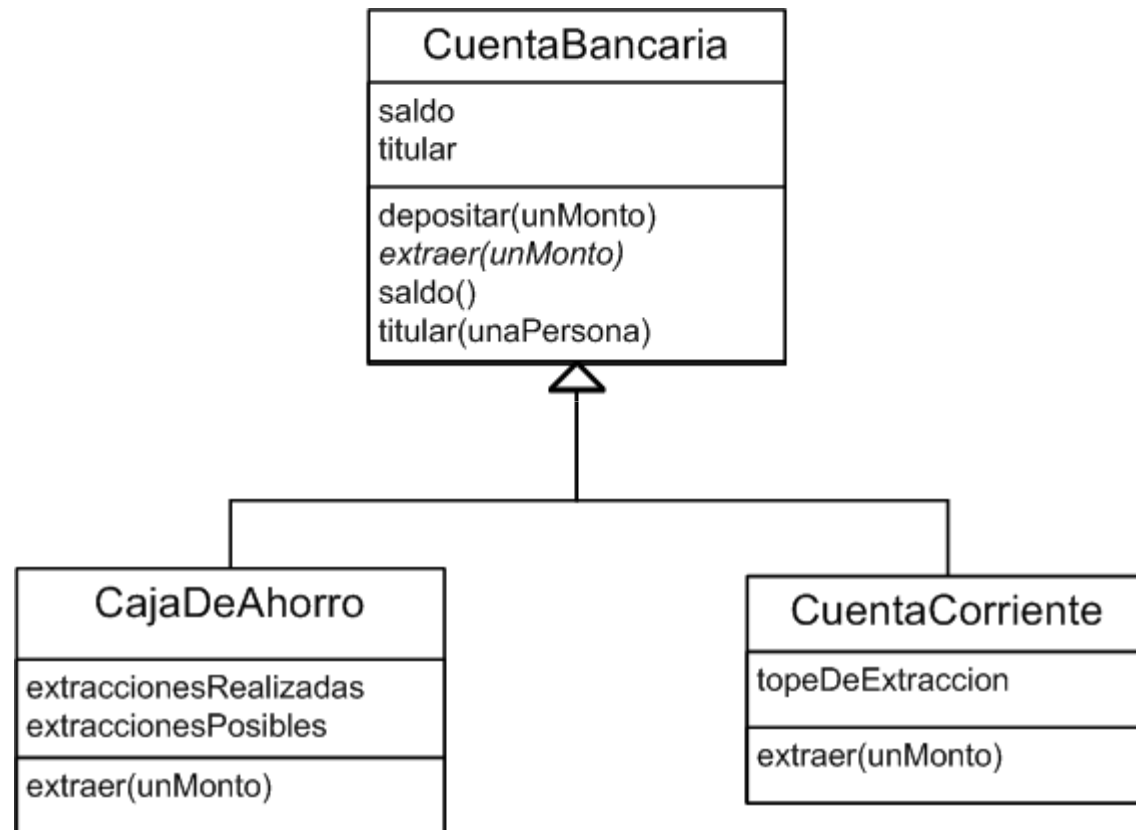 CuentaBancaria
saldo
titular
depositar(unMonto)
extraer(unMonto)
saldo()
titular(unaPersona)
CajaDeAhorro
extraccionesRealizadas
extraccionesPosibles
extraer(unMonto)
CuentaCorriente
topeDeExtraccion
extraer(unMonto)